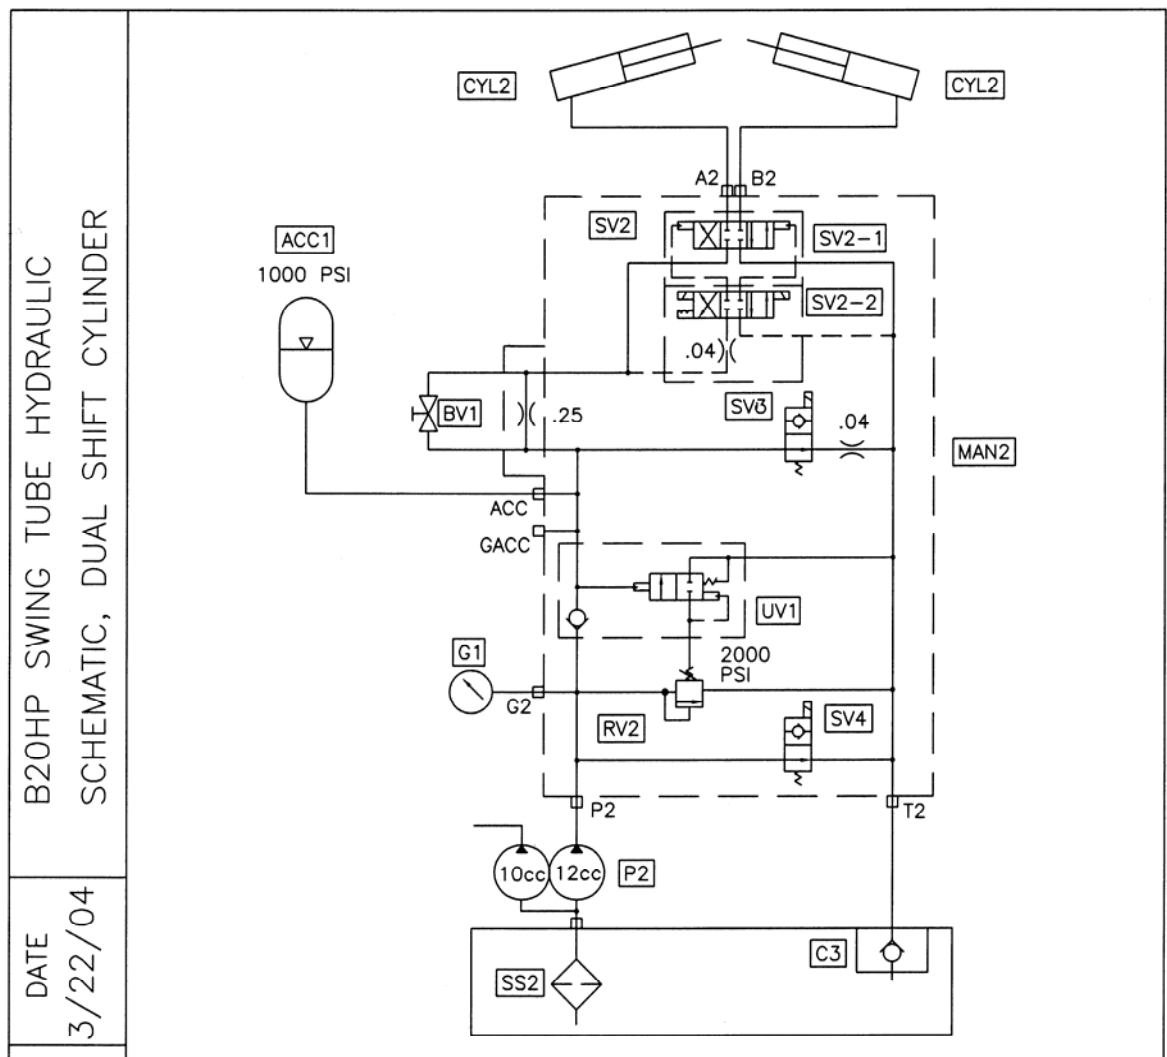 B20HP SWING TUBE HYDRAULIC
SCHEMATIC, DUAL SHIFT CYLINDER
DATE
3/22/04
CYL2
CYL2
A2
B2
SV2
SV2-1
ACC1
1000 PSI
SV2-2
.04
SV3
BV1
.25
.04
MAN2
ACC
GACC
UV1
G1
2000
PSI
G2
RV2
SV4
P2
T2
10cc
12cc
P2
C3
SS2